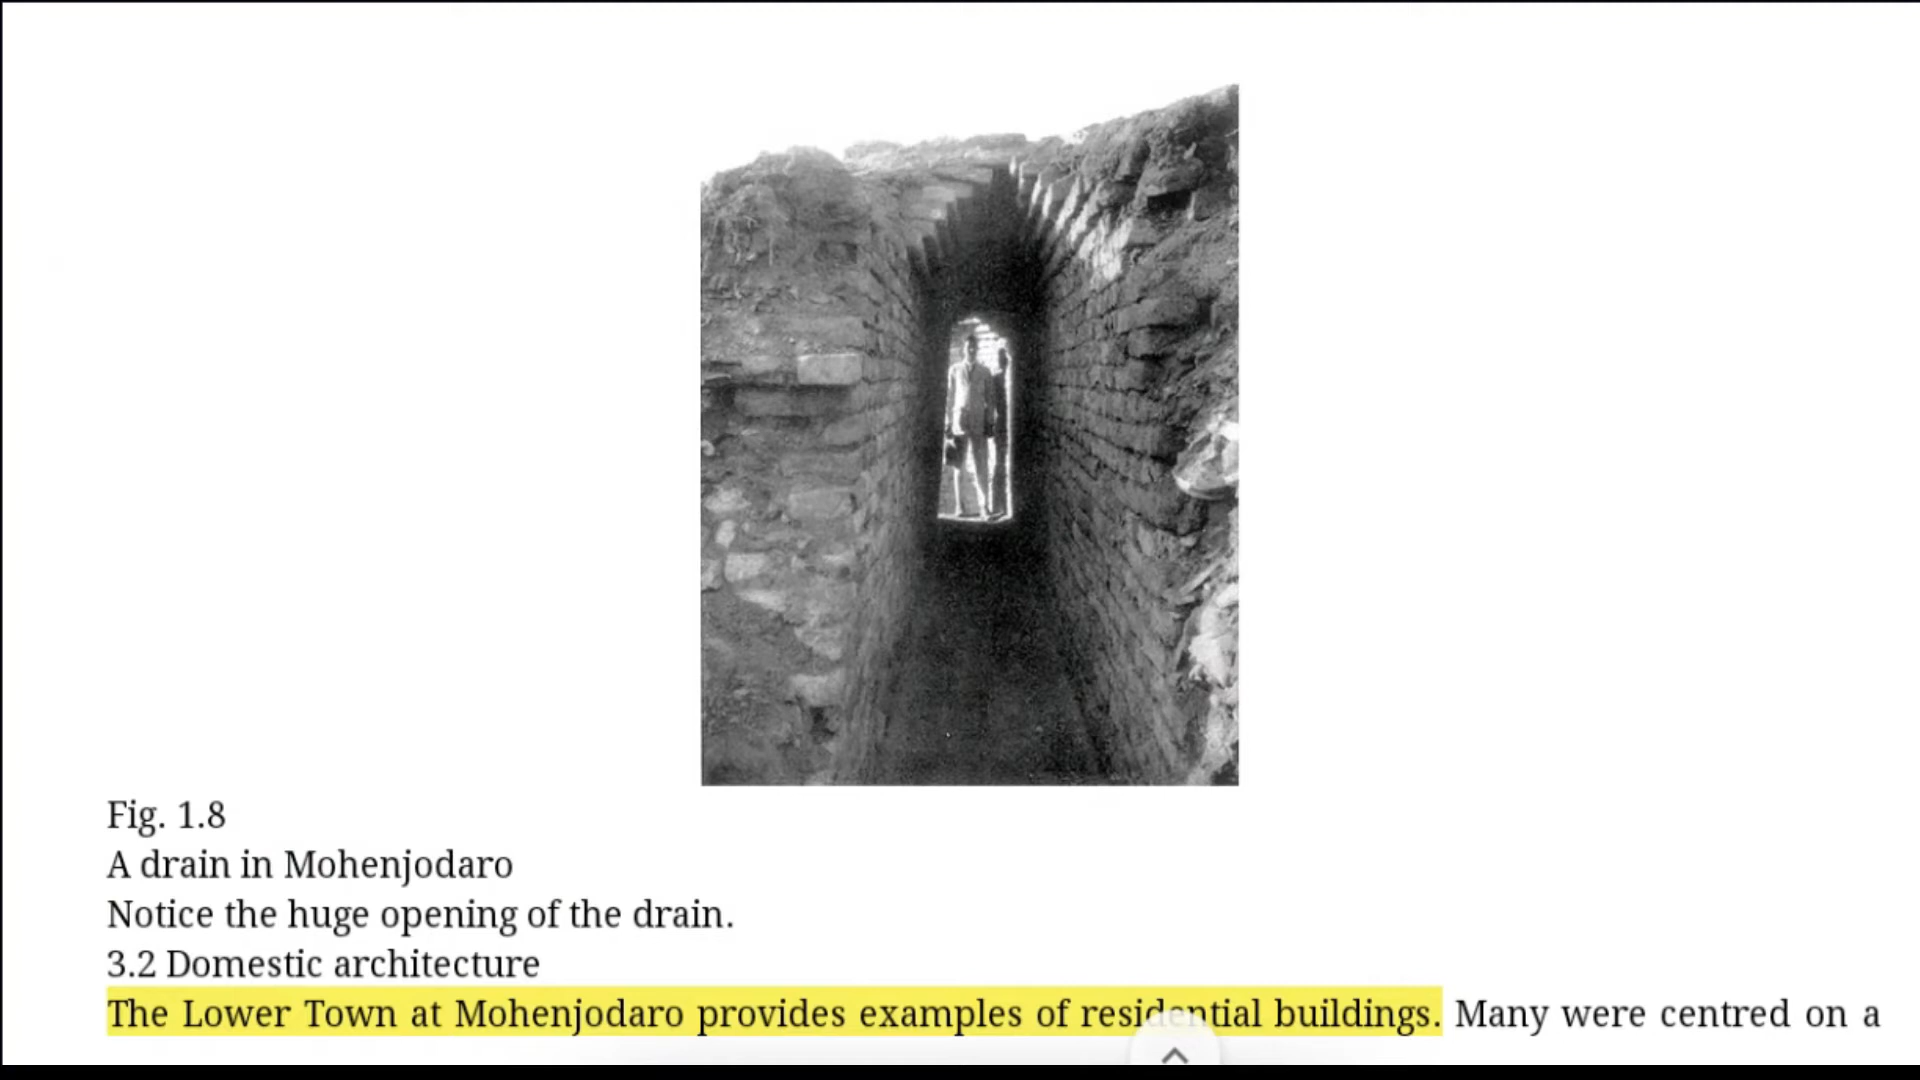 Fig. 1.8
A drain in Mohenjodaro
Notice the huge opening of the drain.
3.2 Domestic architecture
The Lower Town at Mohenjodaro provides examples of residential buildings. Many were centred on a